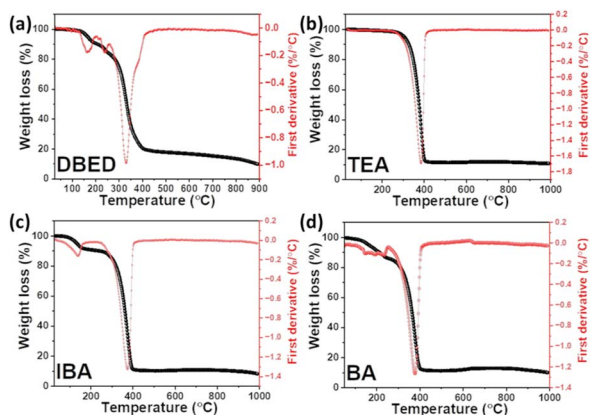 (a)
Weight loss (%)
100
80
60
40
20
0
DBED
0.0
−0.2
−0.4
−0.6
−0.8
−1.0
First derivative (%/°C)
100 200 300 400 500 600 700 800 900
Temperature (°C)
(b)
Weight loss (%)
100
80
60
40
20
0
TEA
0.0
−0.2
−0.4
−0.6
−0.8
−1.0
−1.2
−1.4
−1.6
−1.8
First derivative (%/°C)
200 400 600 800 1000
Temperature (°C)
(c)
Weight loss (%)
100
80
60
40
20
0
IBA
0.2
0.0
−0.2
−0.4
−0.6
−0.8
−1.0
−1.2
−1.4
First derivative (%/°C)
0 200 400 600 800 1000
Temperature (°C)
(d)
Weight loss (%)
100
80
60
40
20
0
BA
0.2
0.0
−0.2
−0.4
−0.6
−0.8
−1.0
−1.2
−1.4
First derivative (%/°C)
200 400 600 800 1000
Temperature (°C)